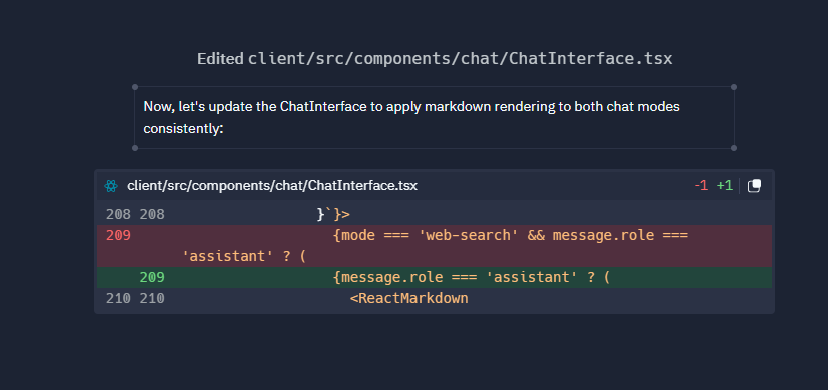 Edited client/src/components/chat/ChatInterface.tsx
Now, let's update the ChatInterface to apply markdown rendering to both chat modes
consistently:
client/src/components/chat/ChatInterface.tsx -1 +1
208 208 }`}>
209 {mode === 'web-search' && message.role ===
'assistant' ? (
209 {message.role === 'assistant' ? (
210 210 <ReactMarkdown